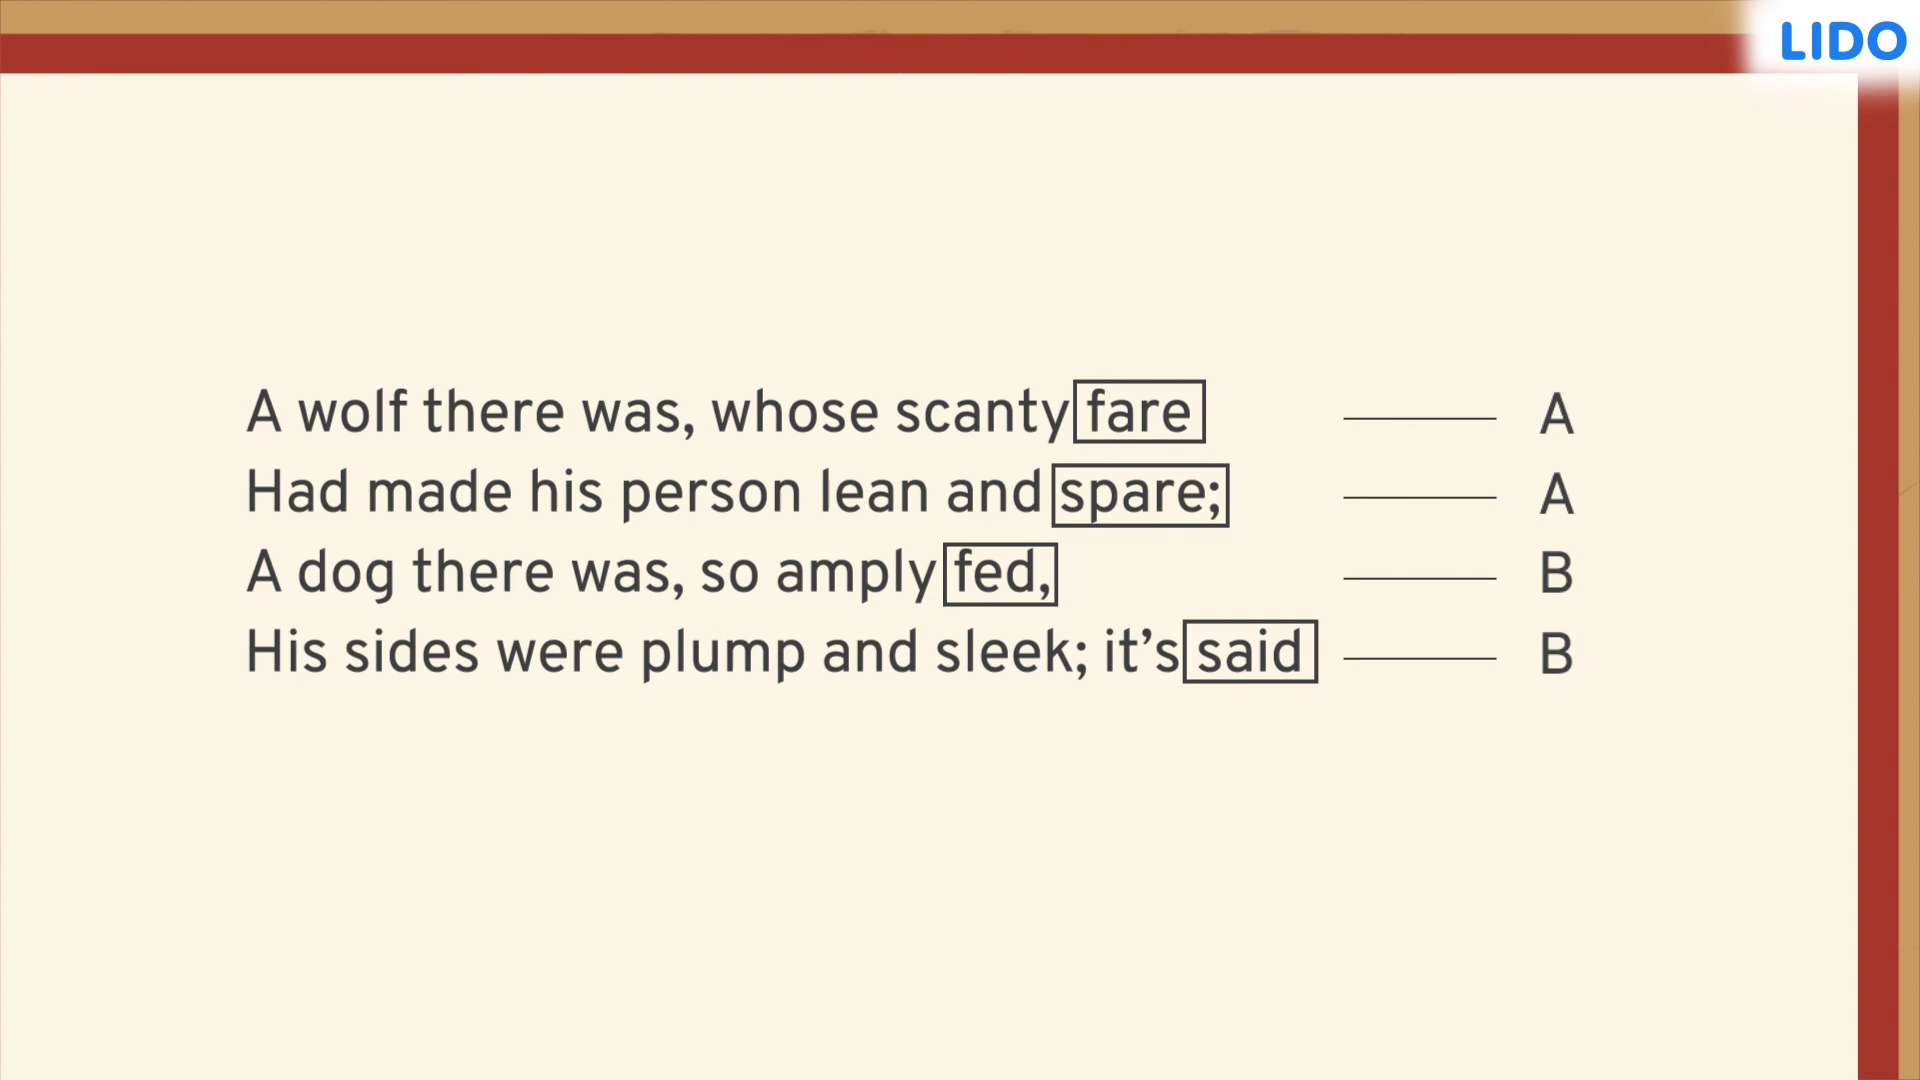 LIDO
A wolf there was, whose scanty fare A
Had made his person lean and spare; A
A dog there was, so amply fed, B
His sides were plump and sleek; it’s said B